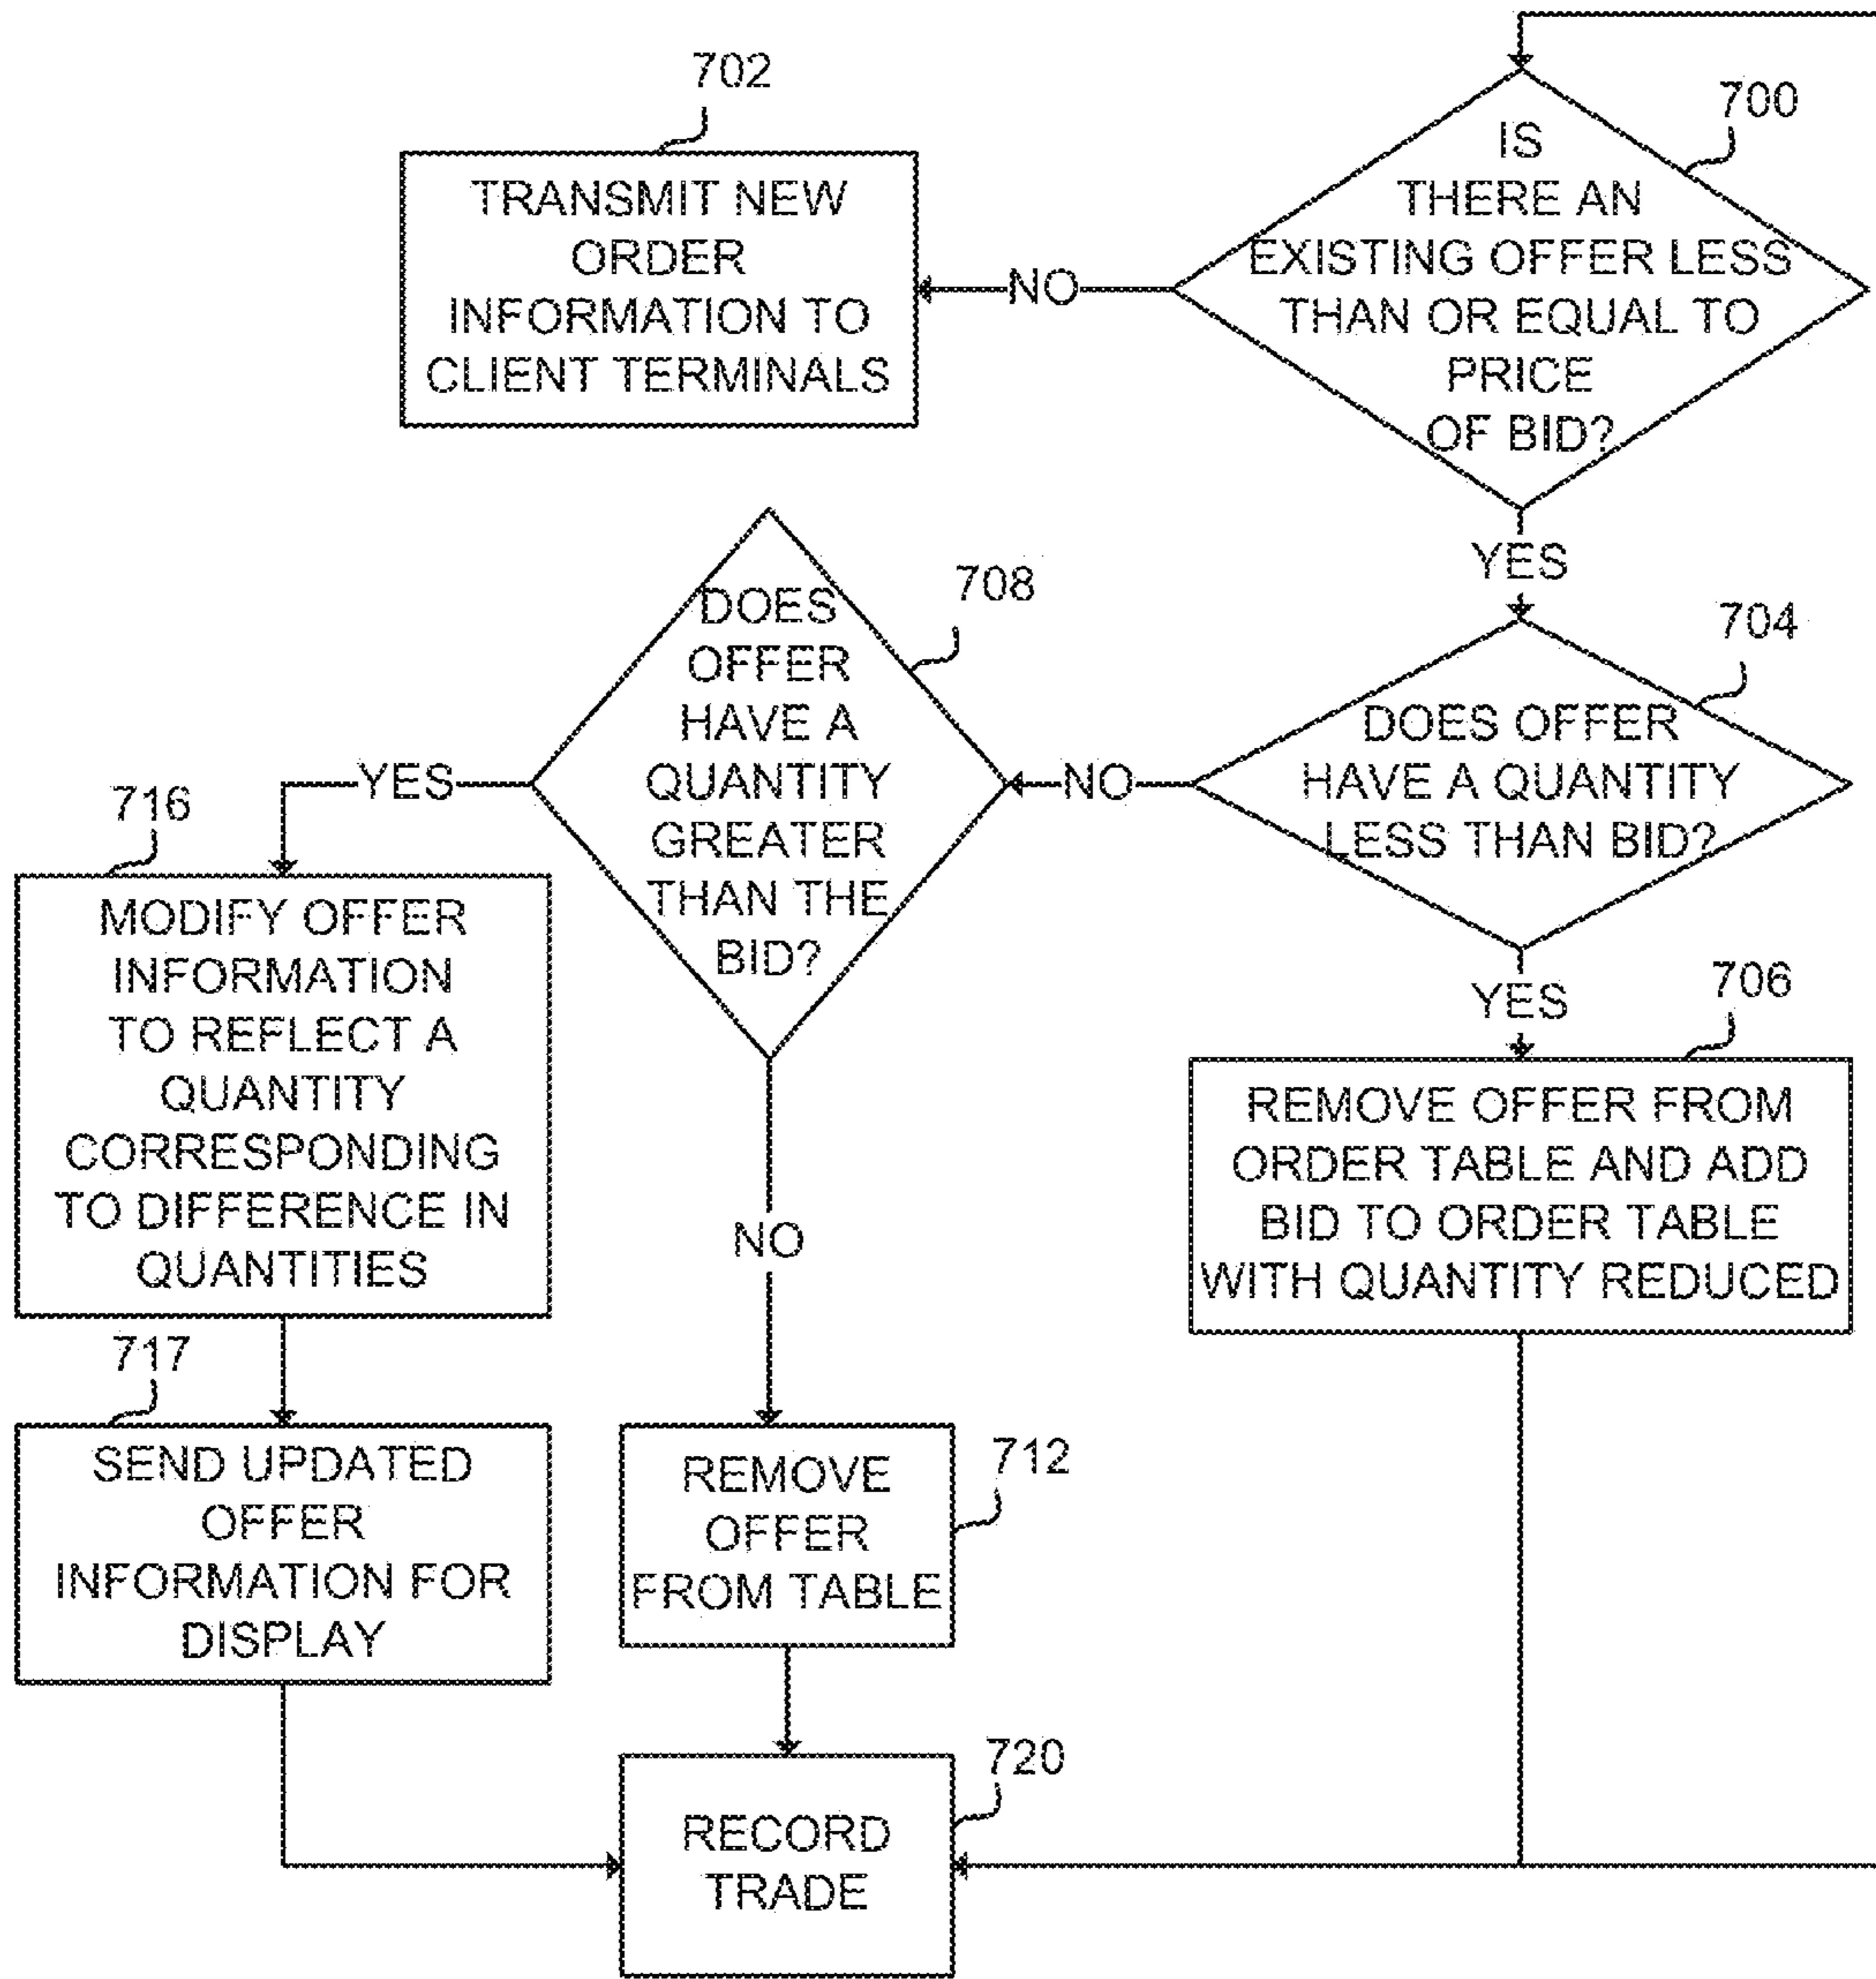 702
TRANSMIT NEW
ORDER
INFORMATION TO
CLIENT TERMINALS
NO
700
IS
THERE AN
EXISTING OFFER LESS
THAN OR EQUAL TO
PRICE
OF BID?
YES
704
DOES OFFER
HAVE A QUANTITY
LESS THAN BID?
NO
708
DOES
OFFER
HAVE A
QUANTITY
GREATER
THAN THE
BID?
YES
716
MODIFY OFFER
INFORMATION
TO REFLECT A
QUANTITY
CORRESPONDING
TO DIFFERENCE IN
QUANTITIES
YES
706
REMOVE OFFER FROM
ORDER TABLE AND ADD
BID TO ORDER TABLE
WITH QUANTITY REDUCED
NO
717
SEND UPDATED
OFFER
INFORMATION FOR
DISPLAY
712
REMOVE
OFFER
FROM TABLE
720
RECORD
TRADE